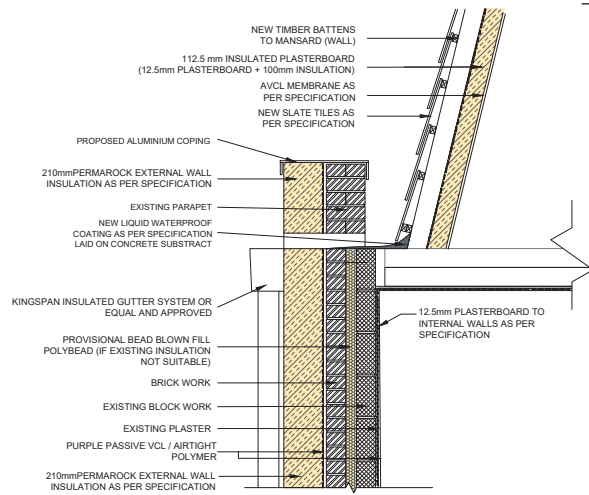 NEW TIMBER BATTENS
TO MANSARD (WALL)
112.5 mm INSULATED PLASTERBOARD
(12.5mm PLASTERBOARD + 100mm INSULATION)
AVCL MEMBRANE AS
PER SPECIFICATION
NEW SLATE TILES AS
PER SPECIFICATION
PROPOSED ALUMINIUM COPING
210mmPERMAROCK EXTERNAL WALL
INSULATION AS PER SPECIFICATION
EXISTING PARAPET
NEW LIQUID WATERPROOF
COATING AS PER SPECIFICATION
LAID ON CONCRETE SUBSTRACT
KINGSPAN INSULATED GUTTER SYSTEM OR
EQUAL AND APPROVED
12.5mm PLASTERBOARD TO
INTERNAL WALLS AS PER
SPECIFICATION
PROVISIONAL BEAD BLOWN FILL
POLYBEAD (IF EXISTING INSULATION
NOT SUITABLE)
BRICK WORK
EXISTING BLOCK WORK
EXISTING PLASTER
PURPLE PASSIVE VCL / AIRTIGHT
POLYMER
210mmPERMAROCK EXTERNAL WALL
INSULATION AS PER SPECIFICATION